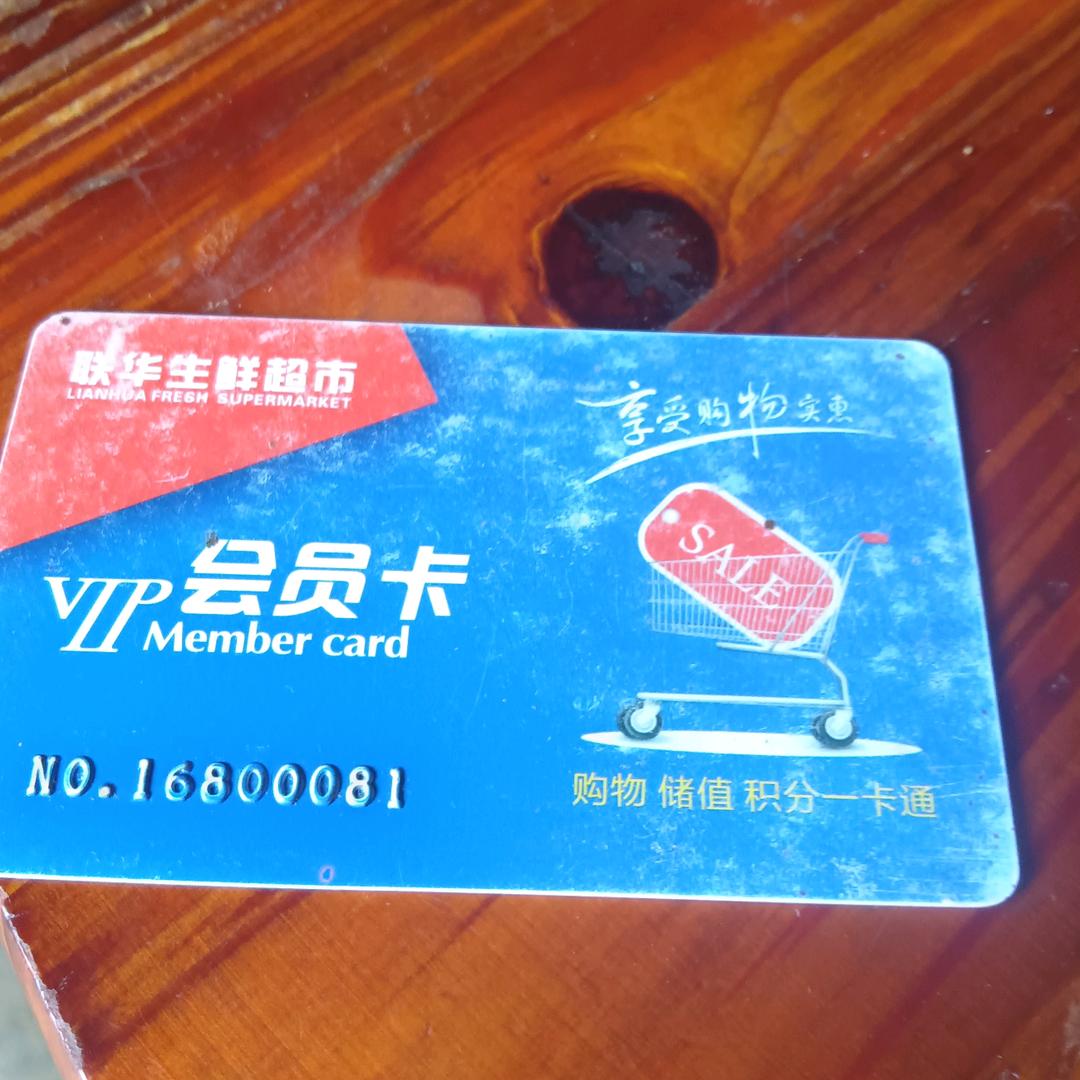 联华生鲜超市
LIANHUA FRESH SUPERMARKET
享受购物实惠
SALE
VIP会员卡
Member card
NO.16800081
购物 储值 积分一卡通